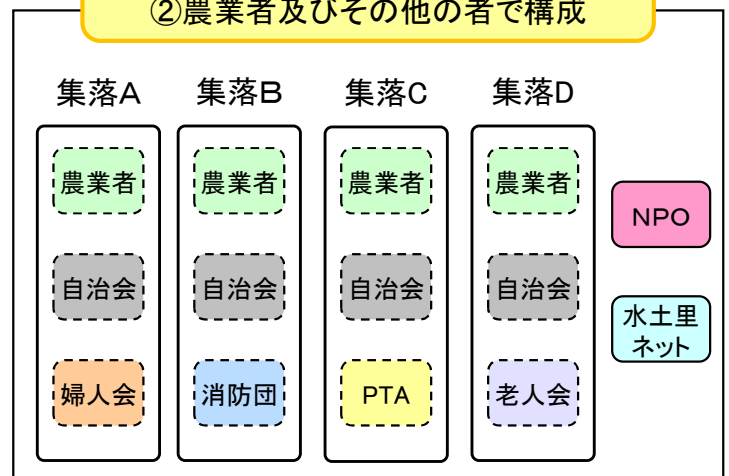 ②農業者及びその他の者で構成
集落A 集落B 集落C 集落D
農業者 農業者 農業者 農業者
NPO
自治会 自治会 自治会 自治会
水土里
ネット
婦人会 消防団 PTA 老人会